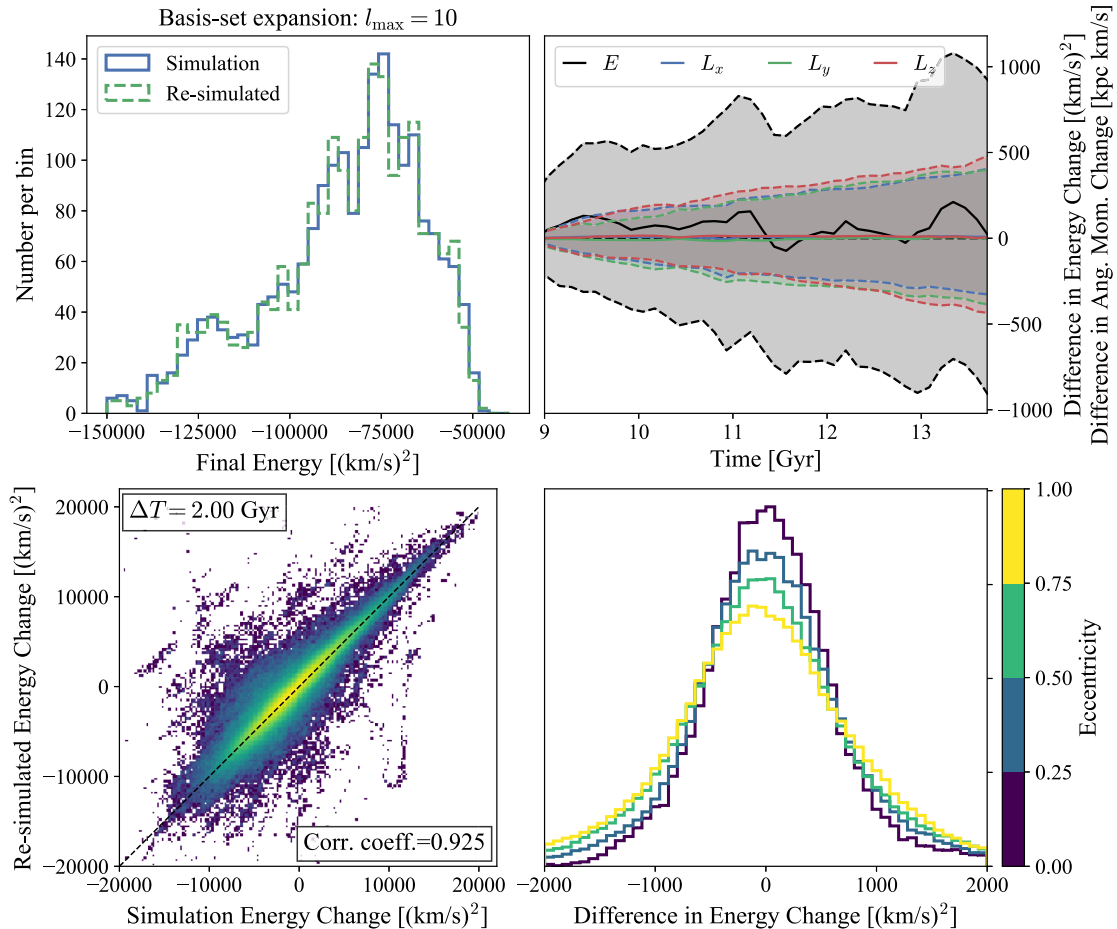 Basis-set expansion: l_max = 10
Simulation
Re-simulated
Number per bin
140
120
100
80
60
40
20
0
−150000 −125000 −100000 −75000 −50000
Final Energy [(km/s)²]
E L_x L_y L_z
1000
500
0
−500
−1000
Difference in Energy Change [(km/s)²]
Difference in Ang. Mom. Change [kpc km/s]
9 10 11 12 13
Time [Gyr]
ΔT = 2.00 Gyr
Corr. coeff.=0.925
Re-simulated Energy Change [(km/s)²]
20000
10000
0
−10000
−20000
−20000 −10000 0 10000 20000
Simulation Energy Change [(km/s)²]
−2000 −1000 0 1000 2000
Difference in Energy Change [(km/s)²]
1.00
0.75
0.50
0.25
0.00
Eccentricity